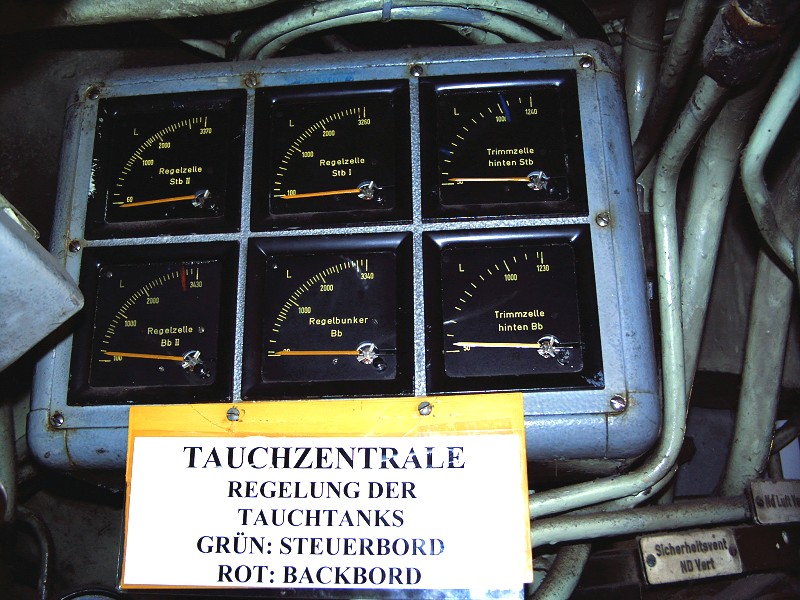 L
60 1000 2000 3370
Regelzelle
Stb II
L
100 1000 2000 3260
Regelzelle
Stb I
L
50 1000 1240
Trimmzelle
hinten Stb
L
100 1000 2000 3430
Regelzelle
Bb II
L
1000 2000 3340
Regelbunker
Bb
L
50 1000 1230
Trimmzelle
hinten Bb
TAUCHZENTRALE
REGELUNG DER
TAUCHTANKS
GRÜN: STEUERBORD
ROT: BACKBORD
Nd Luft
Sicherheitsvent
ND Vert